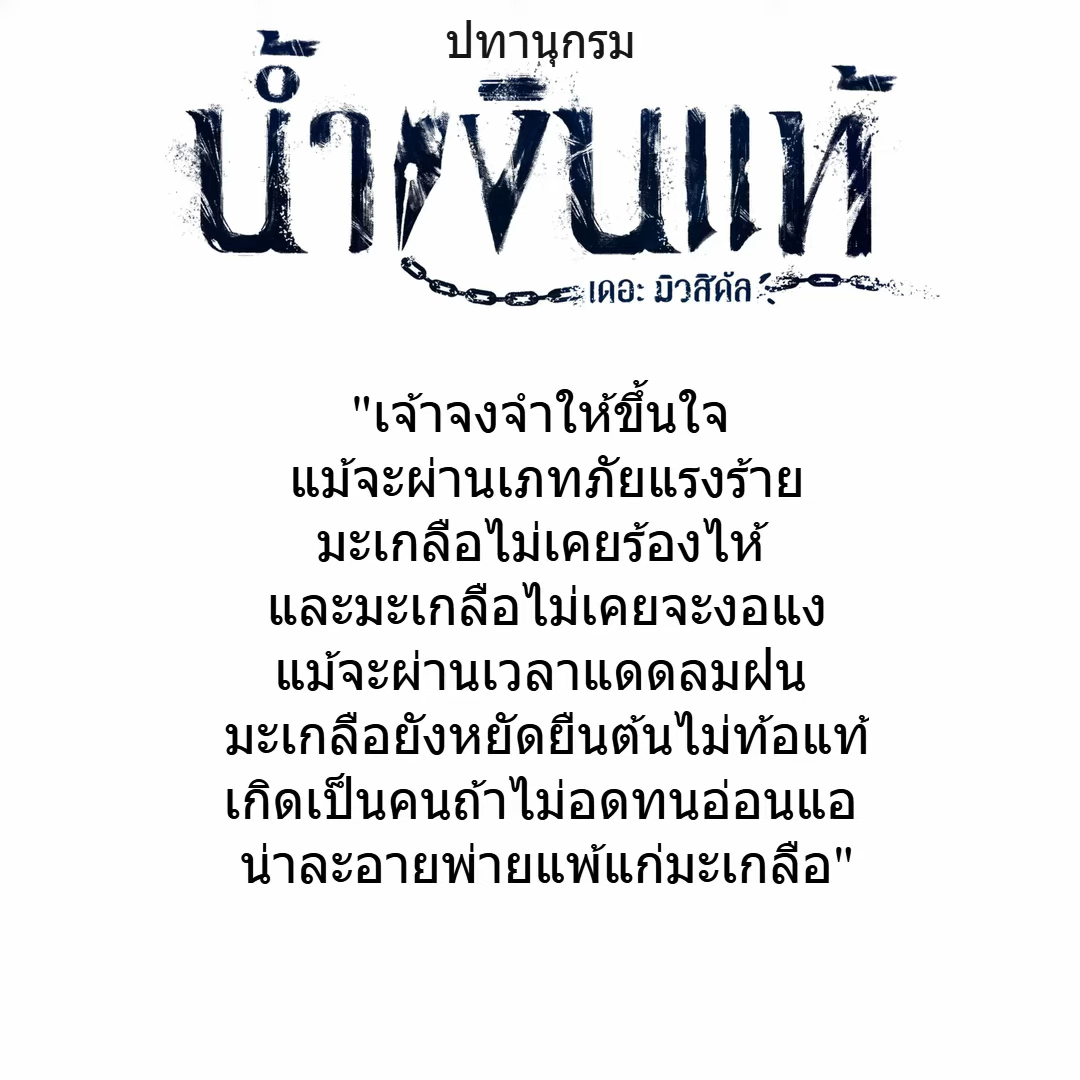 ปทานุกรม
น้ำเงินแท้
เดอะ มิวสิคัล
"เจ้าจงจำให้ขึ้นใจ
แม้จะผ่านเภทภัยแรงร้าย
มะเกลือไม่เคยร้องไห้
และมะเกลือไม่เคยจะงอแง
แม้จะผ่านเวลาแดดลมฝน
มะเกลือยังหยัดยืนต้นไม่ท้อแท้
เกิดเป็นคนถ้าไม่อดทนอ่อนแอ
น่าละอายพ่ายแพ้แก่มะเกลือ"